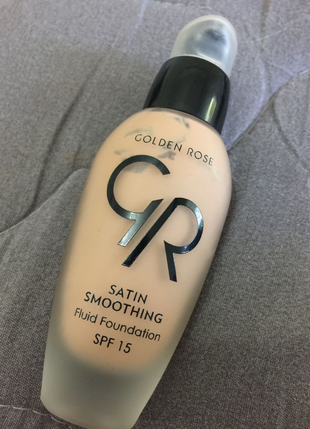 GOLDEN ROSE
GR
SATIN
SMOOTHING
Fluid Foundation
SPF 15